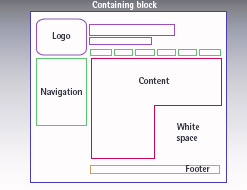 Containing block
Logo
Navigation
Content
White
space
Footer